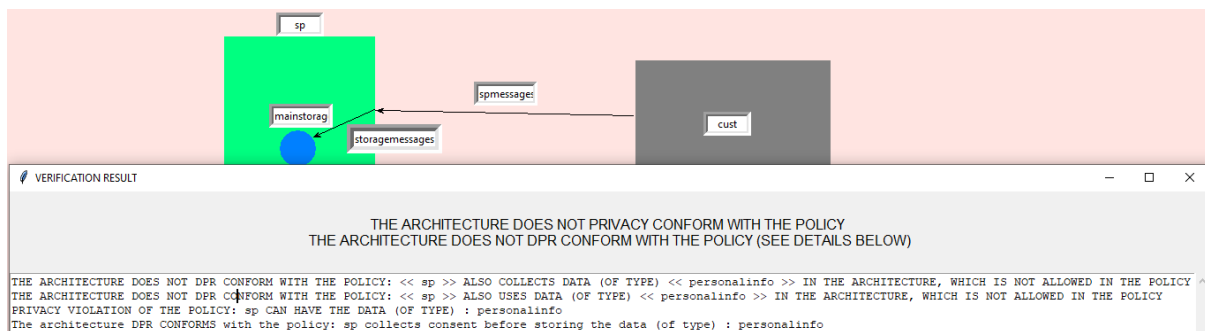 sp
spmessages
mainstorag
cust
storagemessages
VERIFICATION RESULT
THE ARCHITECTURE DOES NOT PRIVACY CONFORM WITH THE POLICY
THE ARCHITECTURE DOES NOT DPR CONFORM WITH THE POLICY (SEE DETAILS BELOW)
THE ARCHITECTURE DOES NOT DPR CONFORM WITH THE POLICY: << sp >> ALSO COLLECTS DATA (OF TYPE) << personalinfo >> IN THE ARCHITECTURE, WHICH IS NOT ALLOWED IN THE POLICY
THE ARCHITECTURE DOES NOT DPR CONFORM WITH THE POLICY: << sp >> ALSO USES DATA (OF TYPE) << personalinfo >> IN THE ARCHITECTURE, WHICH IS NOT ALLOWED IN THE POLICY
PRIVACY VIOLATION OF THE POLICY: sp CAN HAVE THE DATA (OF TYPE) : personalinfo
The architecture DPR CONFORMS with the policy: sp collects consent before storing the data (of type) : personalinfo